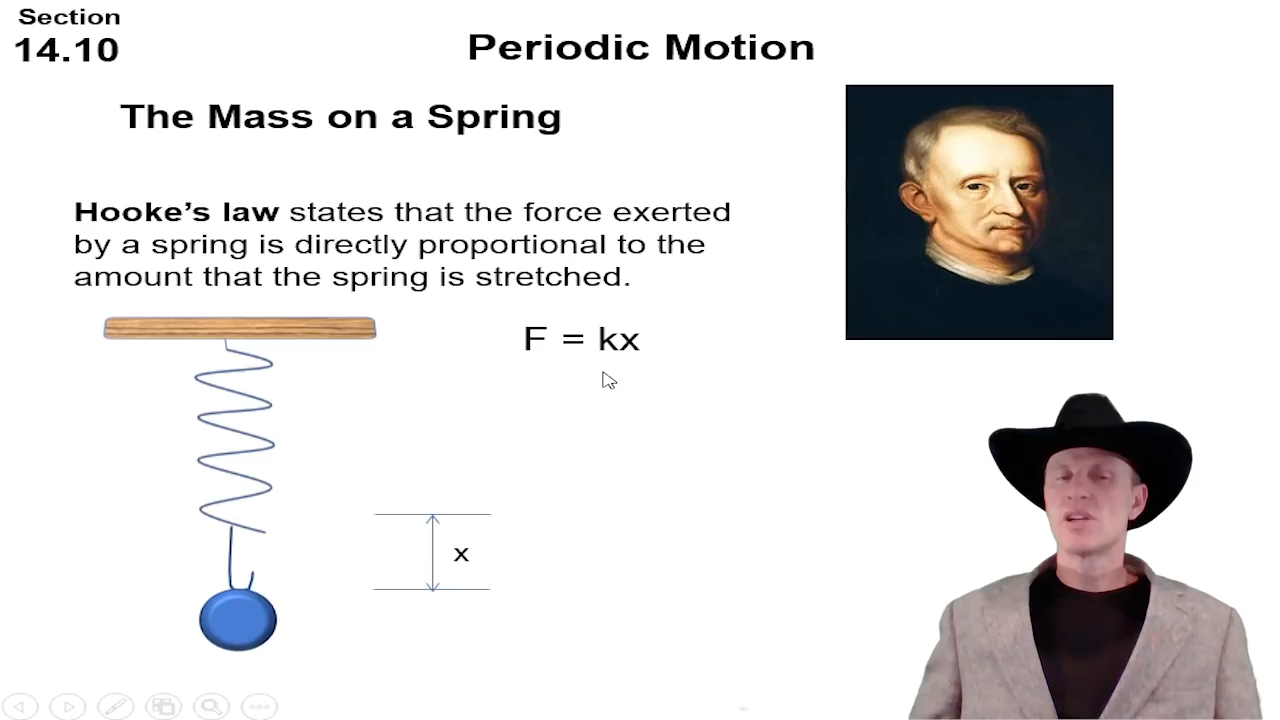 Section
14.10
Periodic Motion
The Mass on a Spring
Hooke’s law states that the force exerted
by a spring is directly proportional to the
amount that the spring is stretched.
F = kx
x